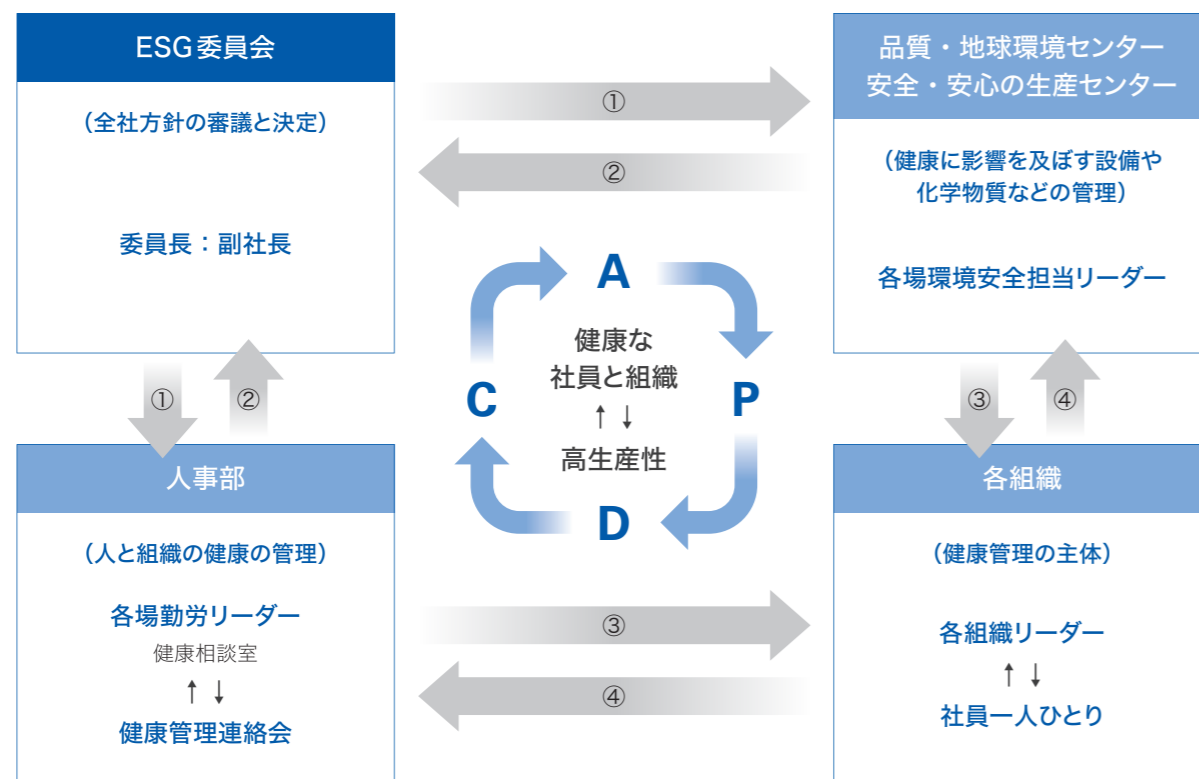 ESG委員会
(全社方針の審議と決定)
委員長：副社長
①
②
品質・地球環境センター
安全・安心の生産センター
(健康に影響を及ぼす設備や
化学物質などの管理)
各場環境安全担当リーダー
①
②
A
P
D
C
健康な
社員と組織
↑ ↓
高生産性
③
④
人事部
(人と組織の健康の管理)
各場勤労リーダー
健康相談室
↑ ↓
健康管理連絡会
③
④
各組織
(健康管理の主体)
各組織リーダー
↑ ↓
社員一人ひとり